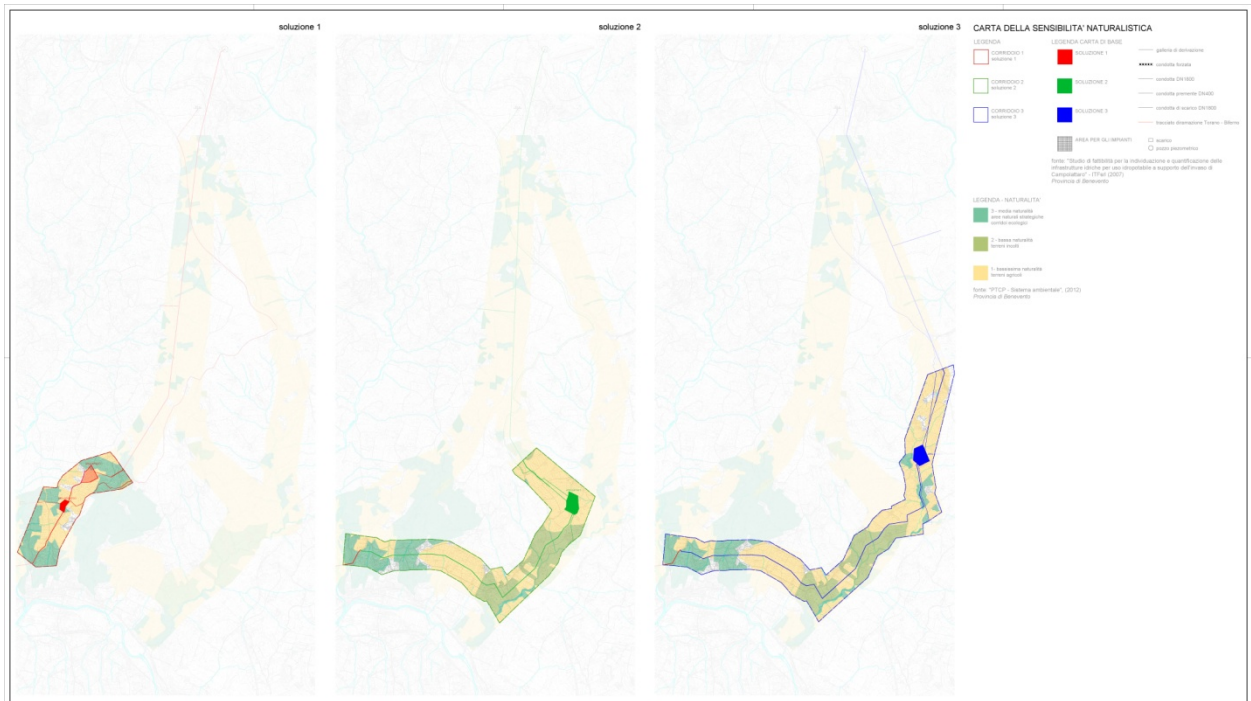 soluzione 1
soluzione 2
soluzione 3
CARTA DELLA SENSIBILITA' NATURALISTICA
LEGENDA
CORRIDOIO 1
soluzione 1
CORRIDOIO 2
soluzione 2
CORRIDOIO 3
soluzione 3
LEGENDA CARTA DI BASE
SOLUZIONE 1
SOLUZIONE 2
SOLUZIONE 3
AREA PER GLI IMPIANTI
galleria di derivazione
condotta forzata
condotta DN1800
condotta premente DN400
condotta di scarico DN1800
tracciato diramazione Torano - Biferno
scarico
pozzo piezometrico
fonte: "Studio di fattibilità per la individuazione e quantificazione delle
infrastrutture idriche per uso idropotabile a supporto dell'invaso di
Campolattaro" - (2007)
Provincia di Benevento
LEGENDA - NATURALITA'
3 - media naturalità
aree naturali strategiche
corridoi ecologici
2 - bassa naturalità
terreni incolti
1 - bassissima naturalità
terreni agricoli
fonte: "PTCP - Sistema ambientale", (2012)
Provincia di Benevento